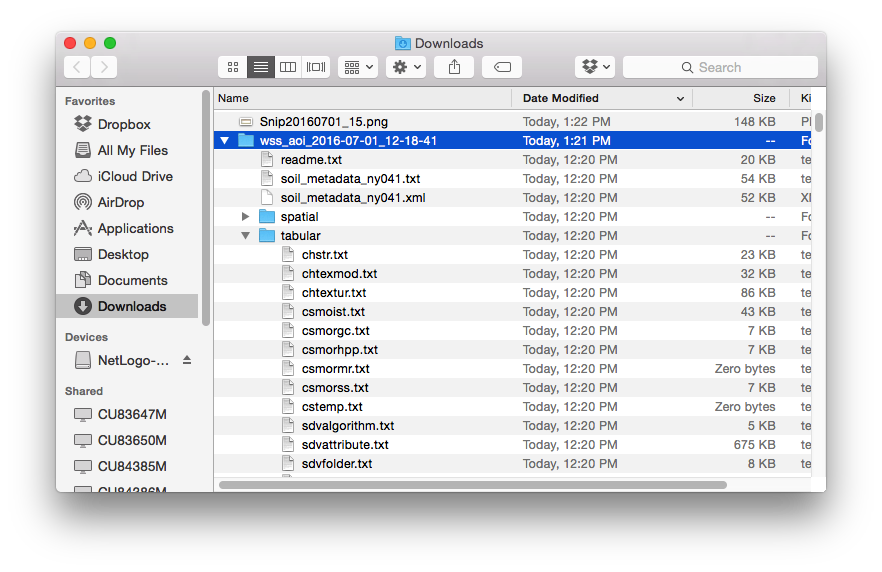 Downloads
Search
Favorites
Dropbox
All My Files
iCloud Drive
AirDrop
Applications
Desktop
Documents
Downloads
Devices
NetLogo-...
Shared
CU83647M
CU83650M
CU84385M
CU84386M
Name Date Modified Size Ki
Snip20160701_15.png Today, 1:22 PM 148 KB Pl
wss_aoi_2016-07-01_12-18-41 Today, 1:21 PM -- Fo
readme.txt Today, 12:20 PM 20 KB te
soil_metadata_ny041.txt Today, 12:20 PM 54 KB te
soil_metadata_ny041.xml Today, 12:20 PM 52 KB XI
spatial Today, 12:20 PM -- Fo
tabular Today, 12:20 PM -- Fo
chstr.txt Today, 12:20 PM 23 KB te
chtexmod.txt Today, 12:20 PM 32 KB te
chtextur.txt Today, 12:20 PM 86 KB te
csmoist.txt Today, 12:20 PM 43 KB te
csmorgc.txt Today, 12:20 PM 7 KB te
csmorhpp.txt Today, 12:20 PM 7 KB te
csmormr.txt Today, 12:20 PM Zero bytes te
csmorss.txt Today, 12:20 PM 7 KB te
cstemp.txt Today, 12:20 PM Zero bytes te
sdvalgorithm.txt Today, 12:20 PM 5 KB te
sdvattribute.txt Today, 12:20 PM 675 KB te
sdvfolder.txt Today, 12:20 PM 8 KB te